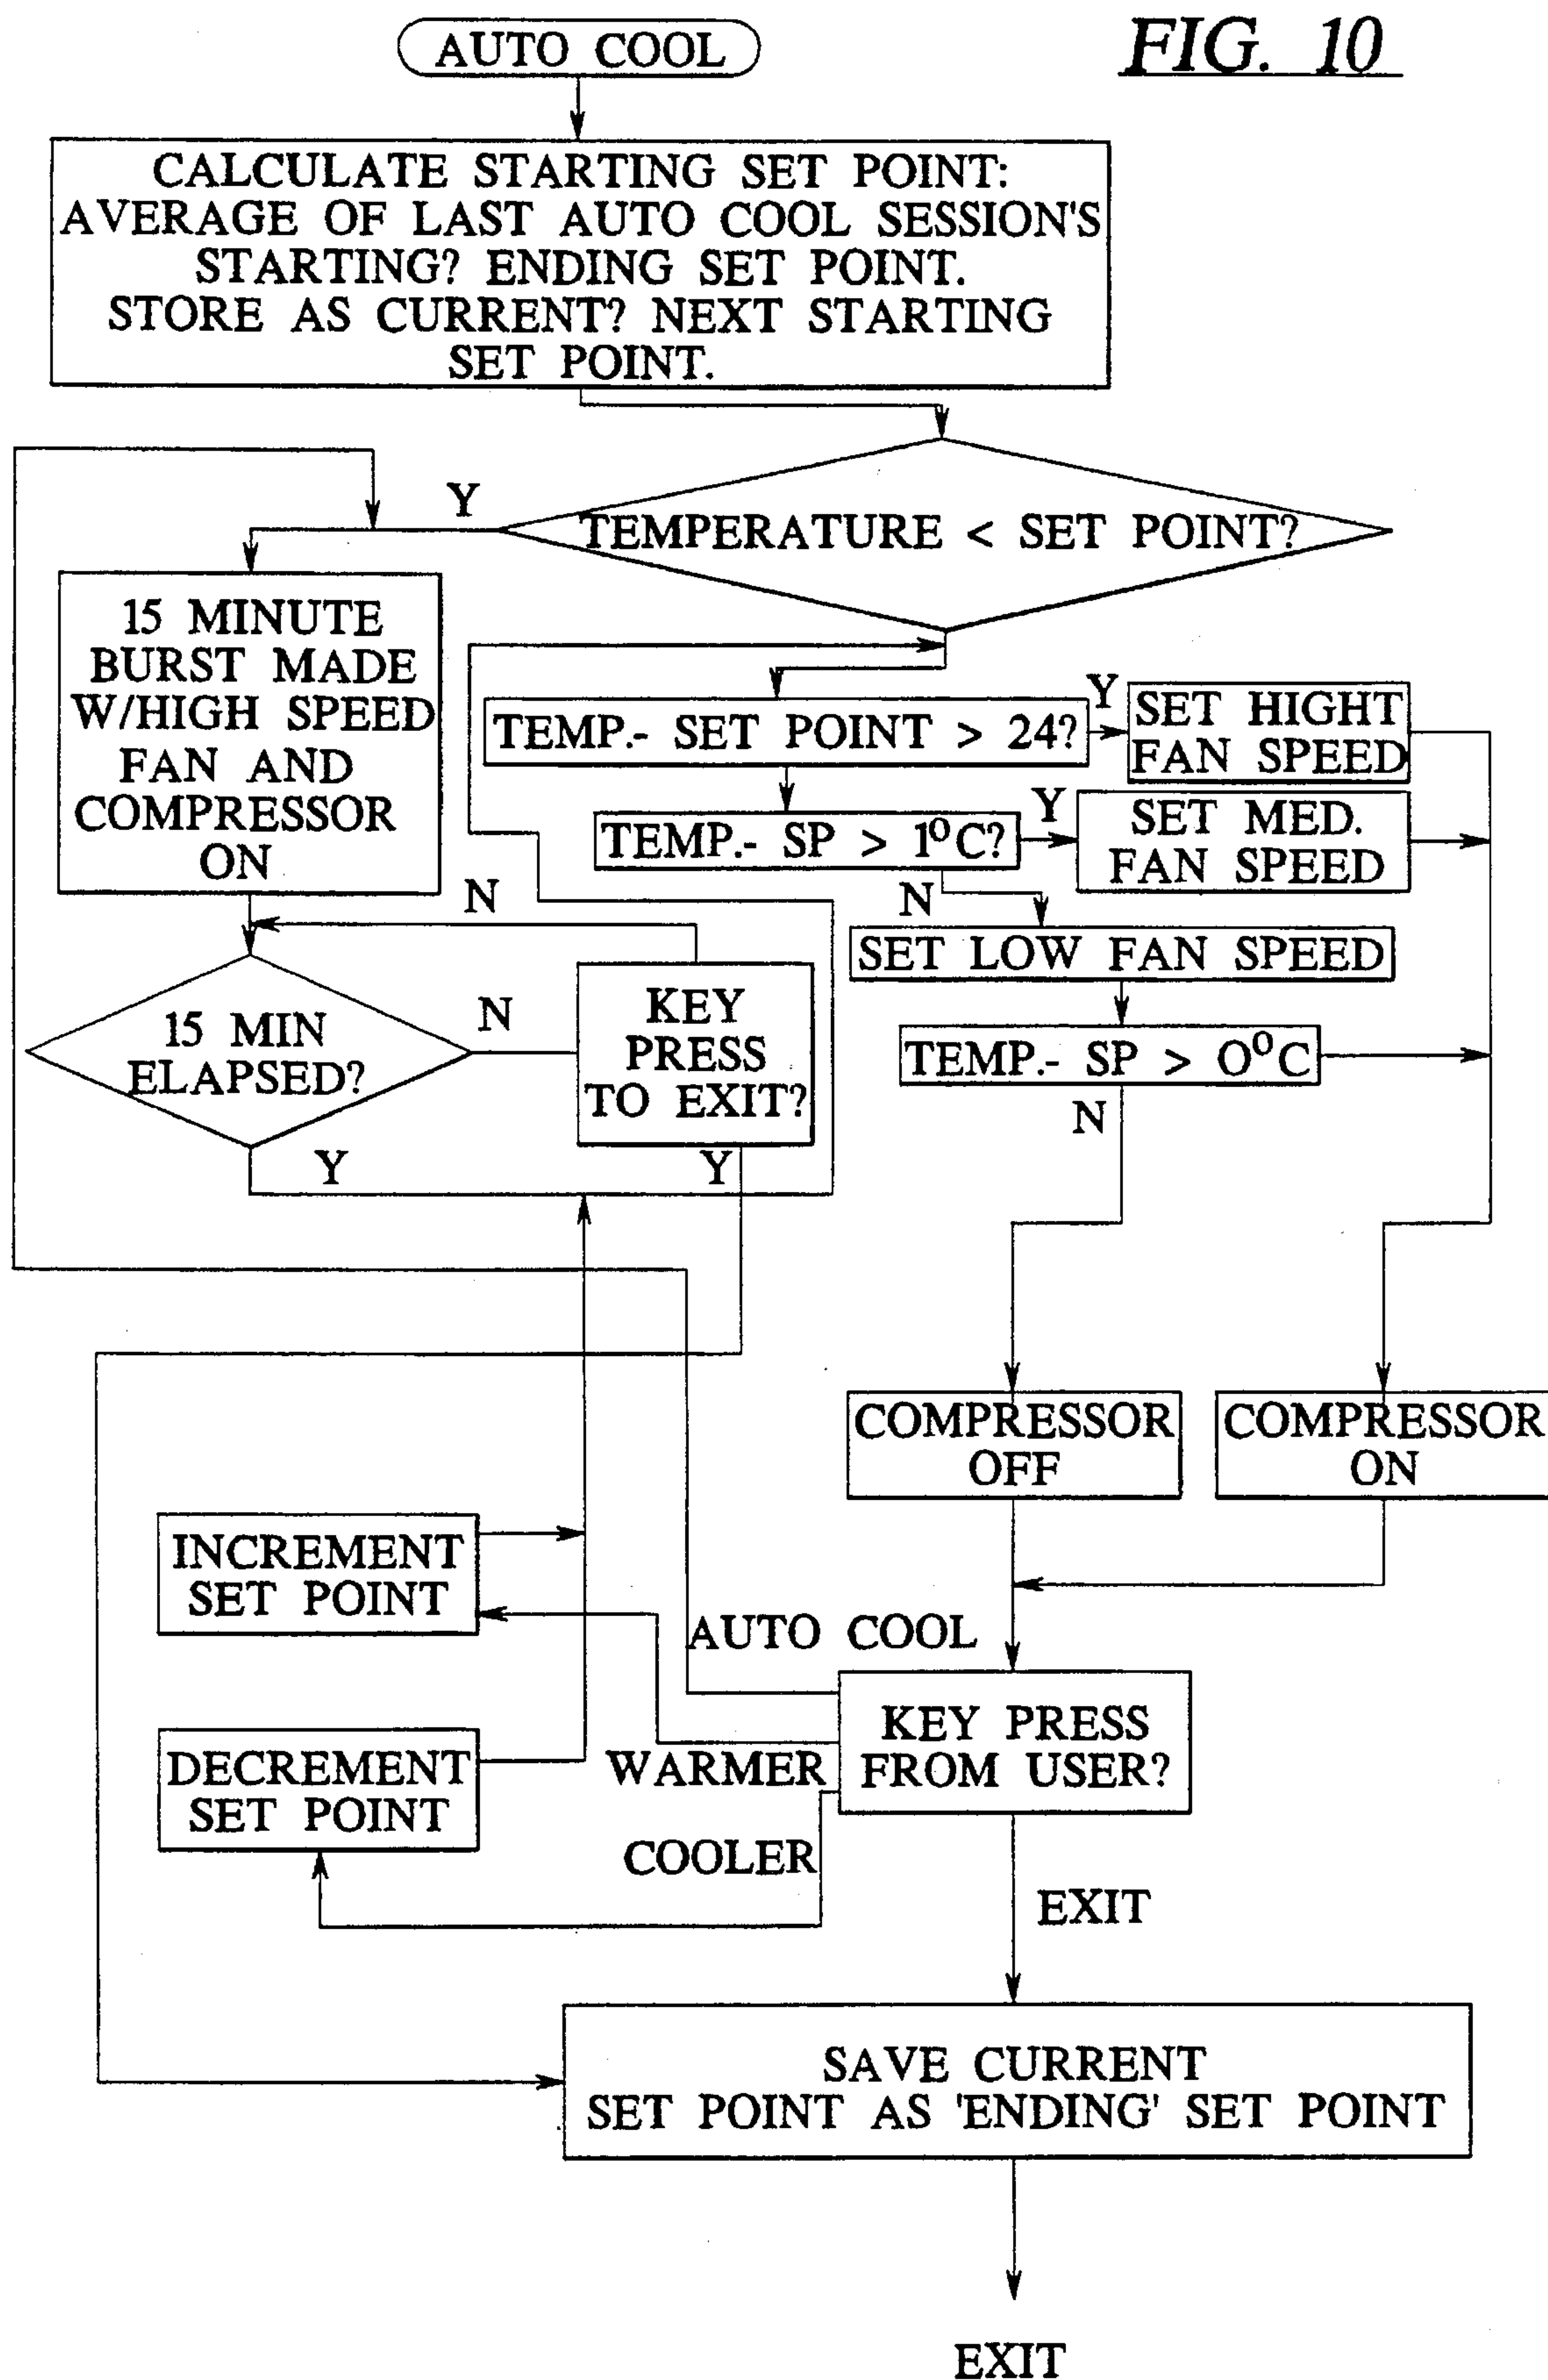 FIG. 10
AUTO COOL
CALCULATE STARTING SET POINT:
AVERAGE OF LAST AUTO COOL SESSION'S
STARTING? ENDING SET POINT.
STORE AS CURRENT? NEXT STARTING
SET POINT.
Y
TEMPERATURE < SET POINT?
15 MINUTE
BURST MADE
W/HIGH SPEED
FAN AND
COMPRESSOR
ON
TEMP.- SET POINT > 24?
Y
SET HIGHT
FAN SPEED
TEMP.- SP > 1⁰C?
Y
SET MED.
FAN SPEED
N
N
SET LOW FAN SPEED
15 MIN
ELAPSED?
N
KEY
PRESS
TO EXIT?
TEMP.- SP > 0⁰C
N
Y
Y
COMPRESSOR
OFF
COMPRESSOR
ON
INCREMENT
SET POINT
AUTO COOL
KEY PRESS
FROM USER?
WARMER
DECREMENT
SET POINT
COOLER
EXIT
SAVE CURRENT
SET POINT AS 'ENDING' SET POINT
EXIT